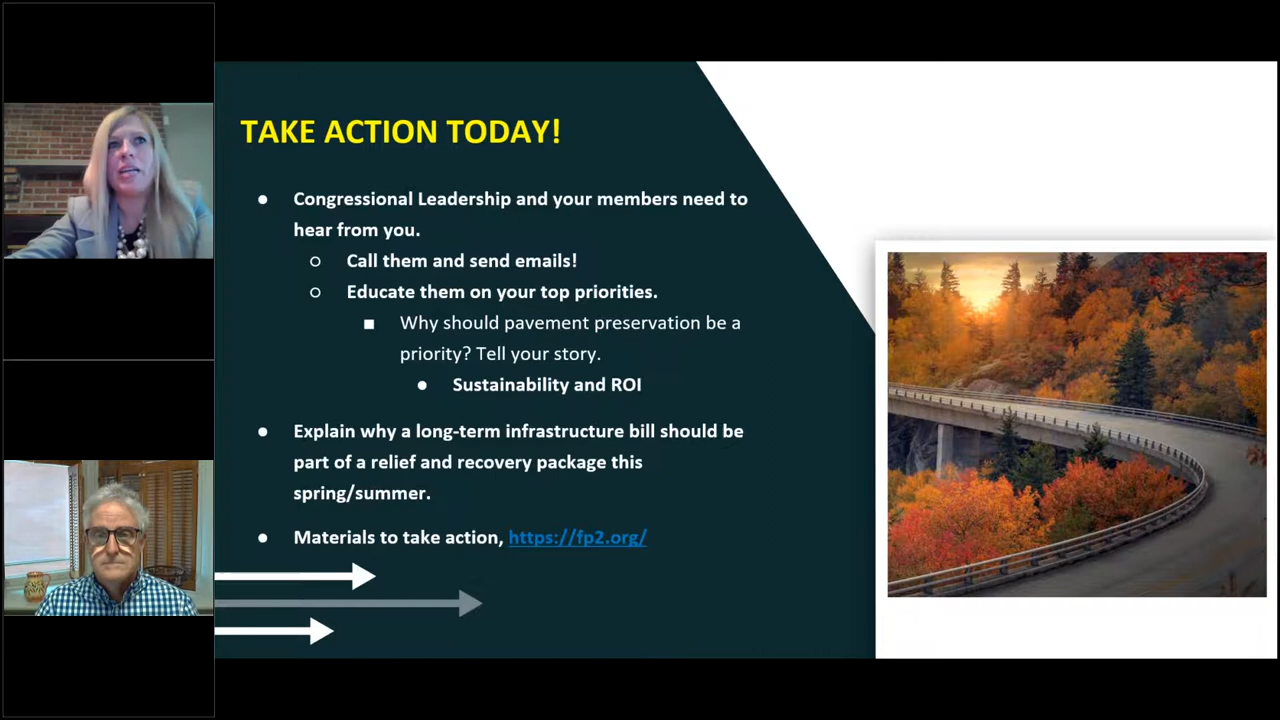 TAKE ACTION TODAY!
● Congressional Leadership and your members need to
hear from you.
○ Call them and send emails!
○ Educate them on your top priorities.
■ Why should pavement preservation be a
priority? Tell your story.
● Sustainability and ROI
● Explain why a long-term infrastructure bill should be
part of a relief and recovery package this
spring/summer.
● Materials to take action, https://fp2.org/